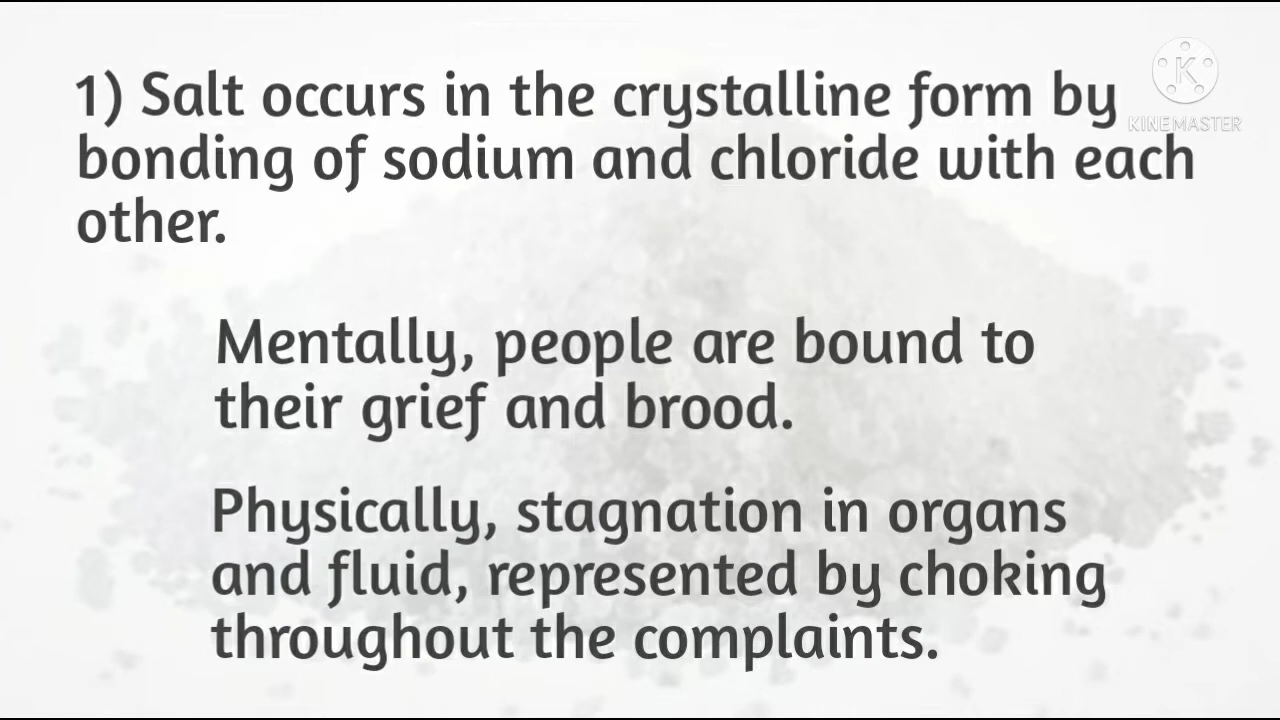 1) Salt occurs in the crystalline form by
bonding of sodium and chloride with each
other.
Mentally, people are bound to
their grief and brood.
Physically, stagnation in organs
and fluid, represented by choking
throughout the complaints.
K
KINEMASTER